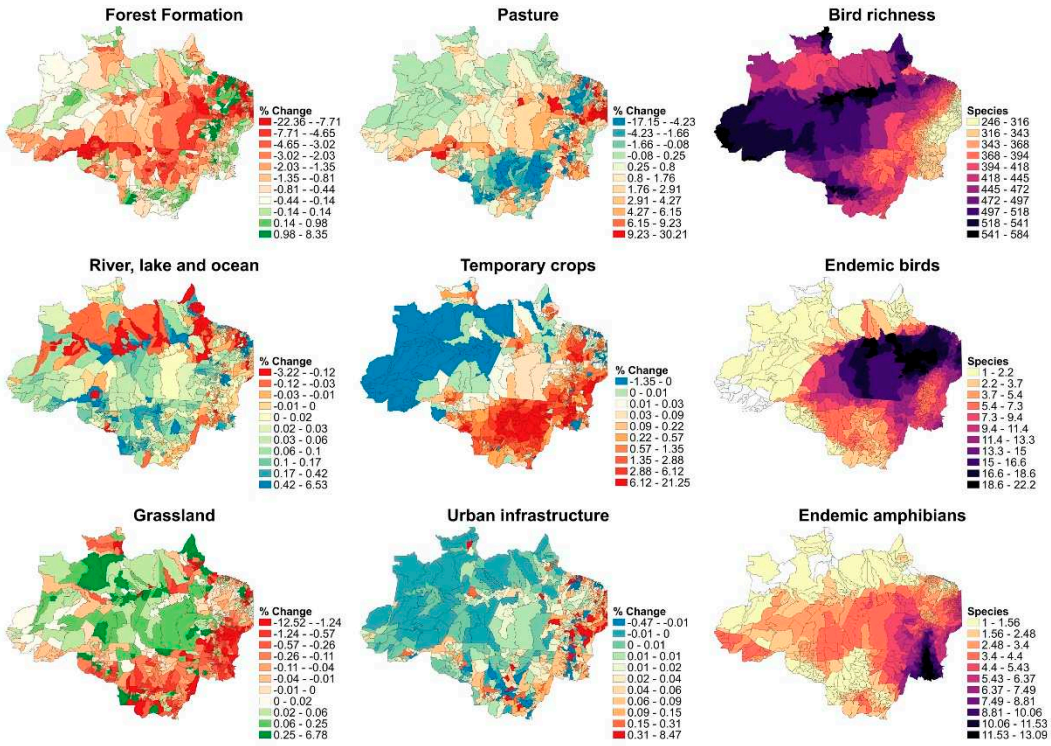 Forest Formation
% Change
-22.36 - -7.71
-7.71 - -4.65
-4.65 - -3.02
-3.02 - -2.03
-2.03 - -1.35
-1.35 - -0.81
-0.81 - -0.44
-0.44 - -0.14
-0.14 - 0.14
0.14 - 0.98
0.98 - 8.35
Pasture
% Change
-17.15 - -4.23
-4.23 - -1.66
-1.66 - -0.08
-0.08 - 0.25
0.25 - 0.8
0.8 - 1.76
1.76 - 2.91
2.91 - 4.27
4.27 - 6.15
6.15 - 9.23
9.23 - 30.21
Bird richness
Species
246 - 316
316 - 343
343 - 368
368 - 394
394 - 418
418 - 445
445 - 472
472 - 497
497 - 518
518 - 541
541 - 584
River, lake and ocean
% Change
-3.22 - -0.12
-0.12 - -0.03
-0.03 - -0.01
-0.01 - 0
0 - 0.02
0.02 - 0.03
0.03 - 0.06
0.06 - 0.1
0.1 - 0.17
0.17 - 0.42
0.42 - 6.53
Temporary crops
% Change
-1.35 - 0
0 - 0.01
0.01 - 0.03
0.03 - 0.09
0.09 - 0.22
0.22 - 0.57
0.57 - 1.35
1.35 - 2.88
2.88 - 6.12
6.12 - 21.25
Endemic birds
Species
1 - 2.2
2.2 - 3.7
3.7 - 5.4
5.4 - 7.3
7.3 - 9.4
9.4 - 11.4
11.4 - 13.3
13.3 - 15
15 - 16.6
16.6 - 18.6
18.6 - 22.2
Grassland
% Change
-12.52 - -1.24
-1.24 - -0.57
-0.57 - -0.26
-0.26 - -0.11
-0.11 - -0.04
-0.04 - -0.01
-0.01 - 0
0 - 0.02
0.02 - 0.06
0.06 - 0.25
0.25 - 6.78
Urban infrastructure
% Change
-0.47 - -0.01
-0.01 - 0
0 - 0.01
0.01 - 0.01
0.01 - 0.02
0.02 - 0.04
0.04 - 0.06
0.06 - 0.09
0.09 - 0.15
0.15 - 0.31
0.31 - 8.47
Endemic amphibians
Species
1 - 1.56
1.56 - 2.48
2.48 - 3.4
3.4 - 4.4
4.4 - 5.43
5.43 - 6.37
6.37 - 7.49
7.49 - 8.81
8.81 - 10.06
10.06 - 11.53
11.53 - 13.09